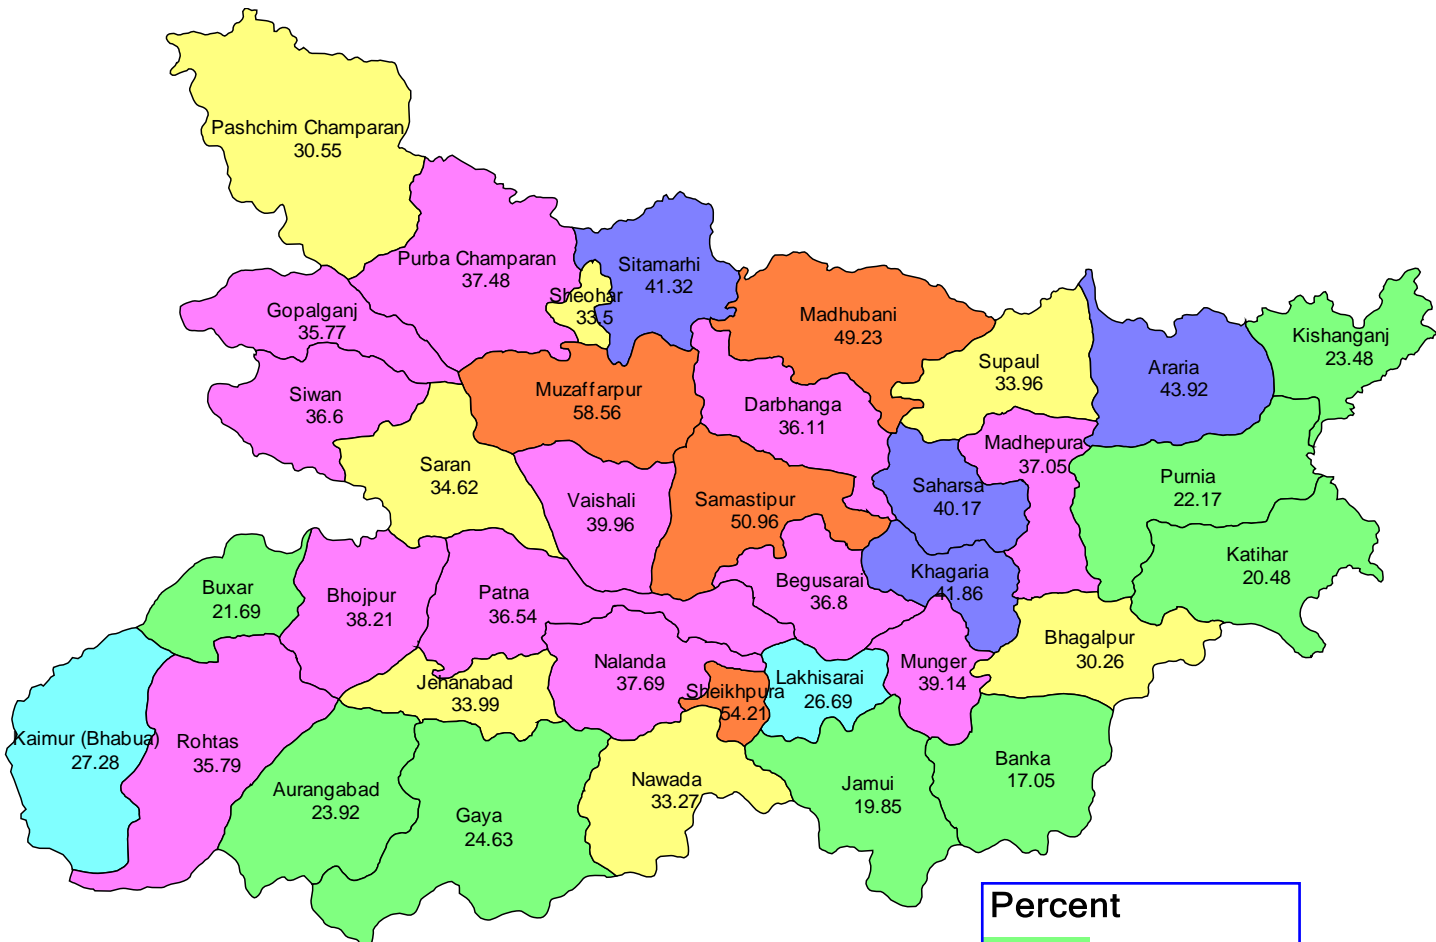 Pashchim Champaran
30.55
Purba Champaran
37.48
Sitamarhi
41.32
Sheohar
33.5
Gopalganj
35.77
Madhubani
49.23
Kishanganj
23.48
Supaul
33.96
Araria
43.92
Siwan
36.6
Muzaffarpur
58.56
Darbhanga
36.11
Madhepura
37.05
Saran
34.62
Vaishali
39.96
Samastipur
50.96
Saharsa
40.17
Purnia
22.17
Katihar
20.48
Buxar
21.69
Bhojpur
38.21
Patna
36.54
Begusarai
36.8
Khagaria
41.86
Bhagalpur
30.26
Nalanda
37.69
Munger
39.14
Jehanabad
33.99
Sheikhpura
54.21
Lakhisarai
26.69
Kaimur (Bhabua)
27.28
Rohtas
35.79
Aurangabad
23.92
Gaya
24.63
Nawada
33.27
Jamui
19.85
Banka
17.05
Percent